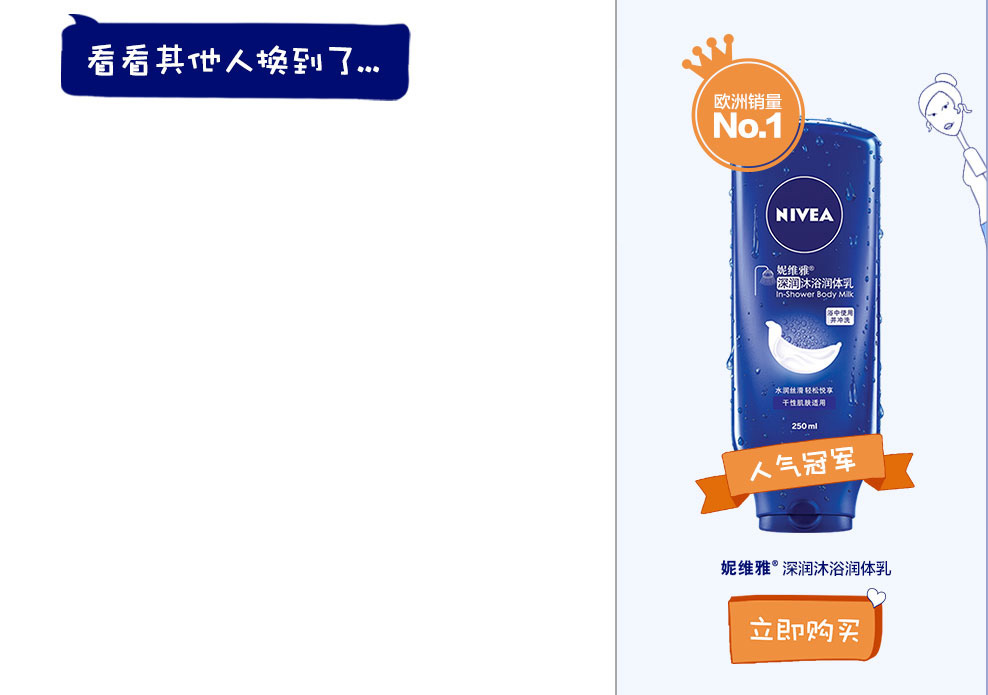 看看其他人换到了...
欧洲销量
No.1
NIVEA
妮维雅®
深润沐浴润体乳
In-Shower Body Milk
浴中使用
并冲洗
水润丝滑 轻松悦享
干性肌肤适用
250 ml
人气冠军
妮维雅® 深润沐浴润体乳
立即购买